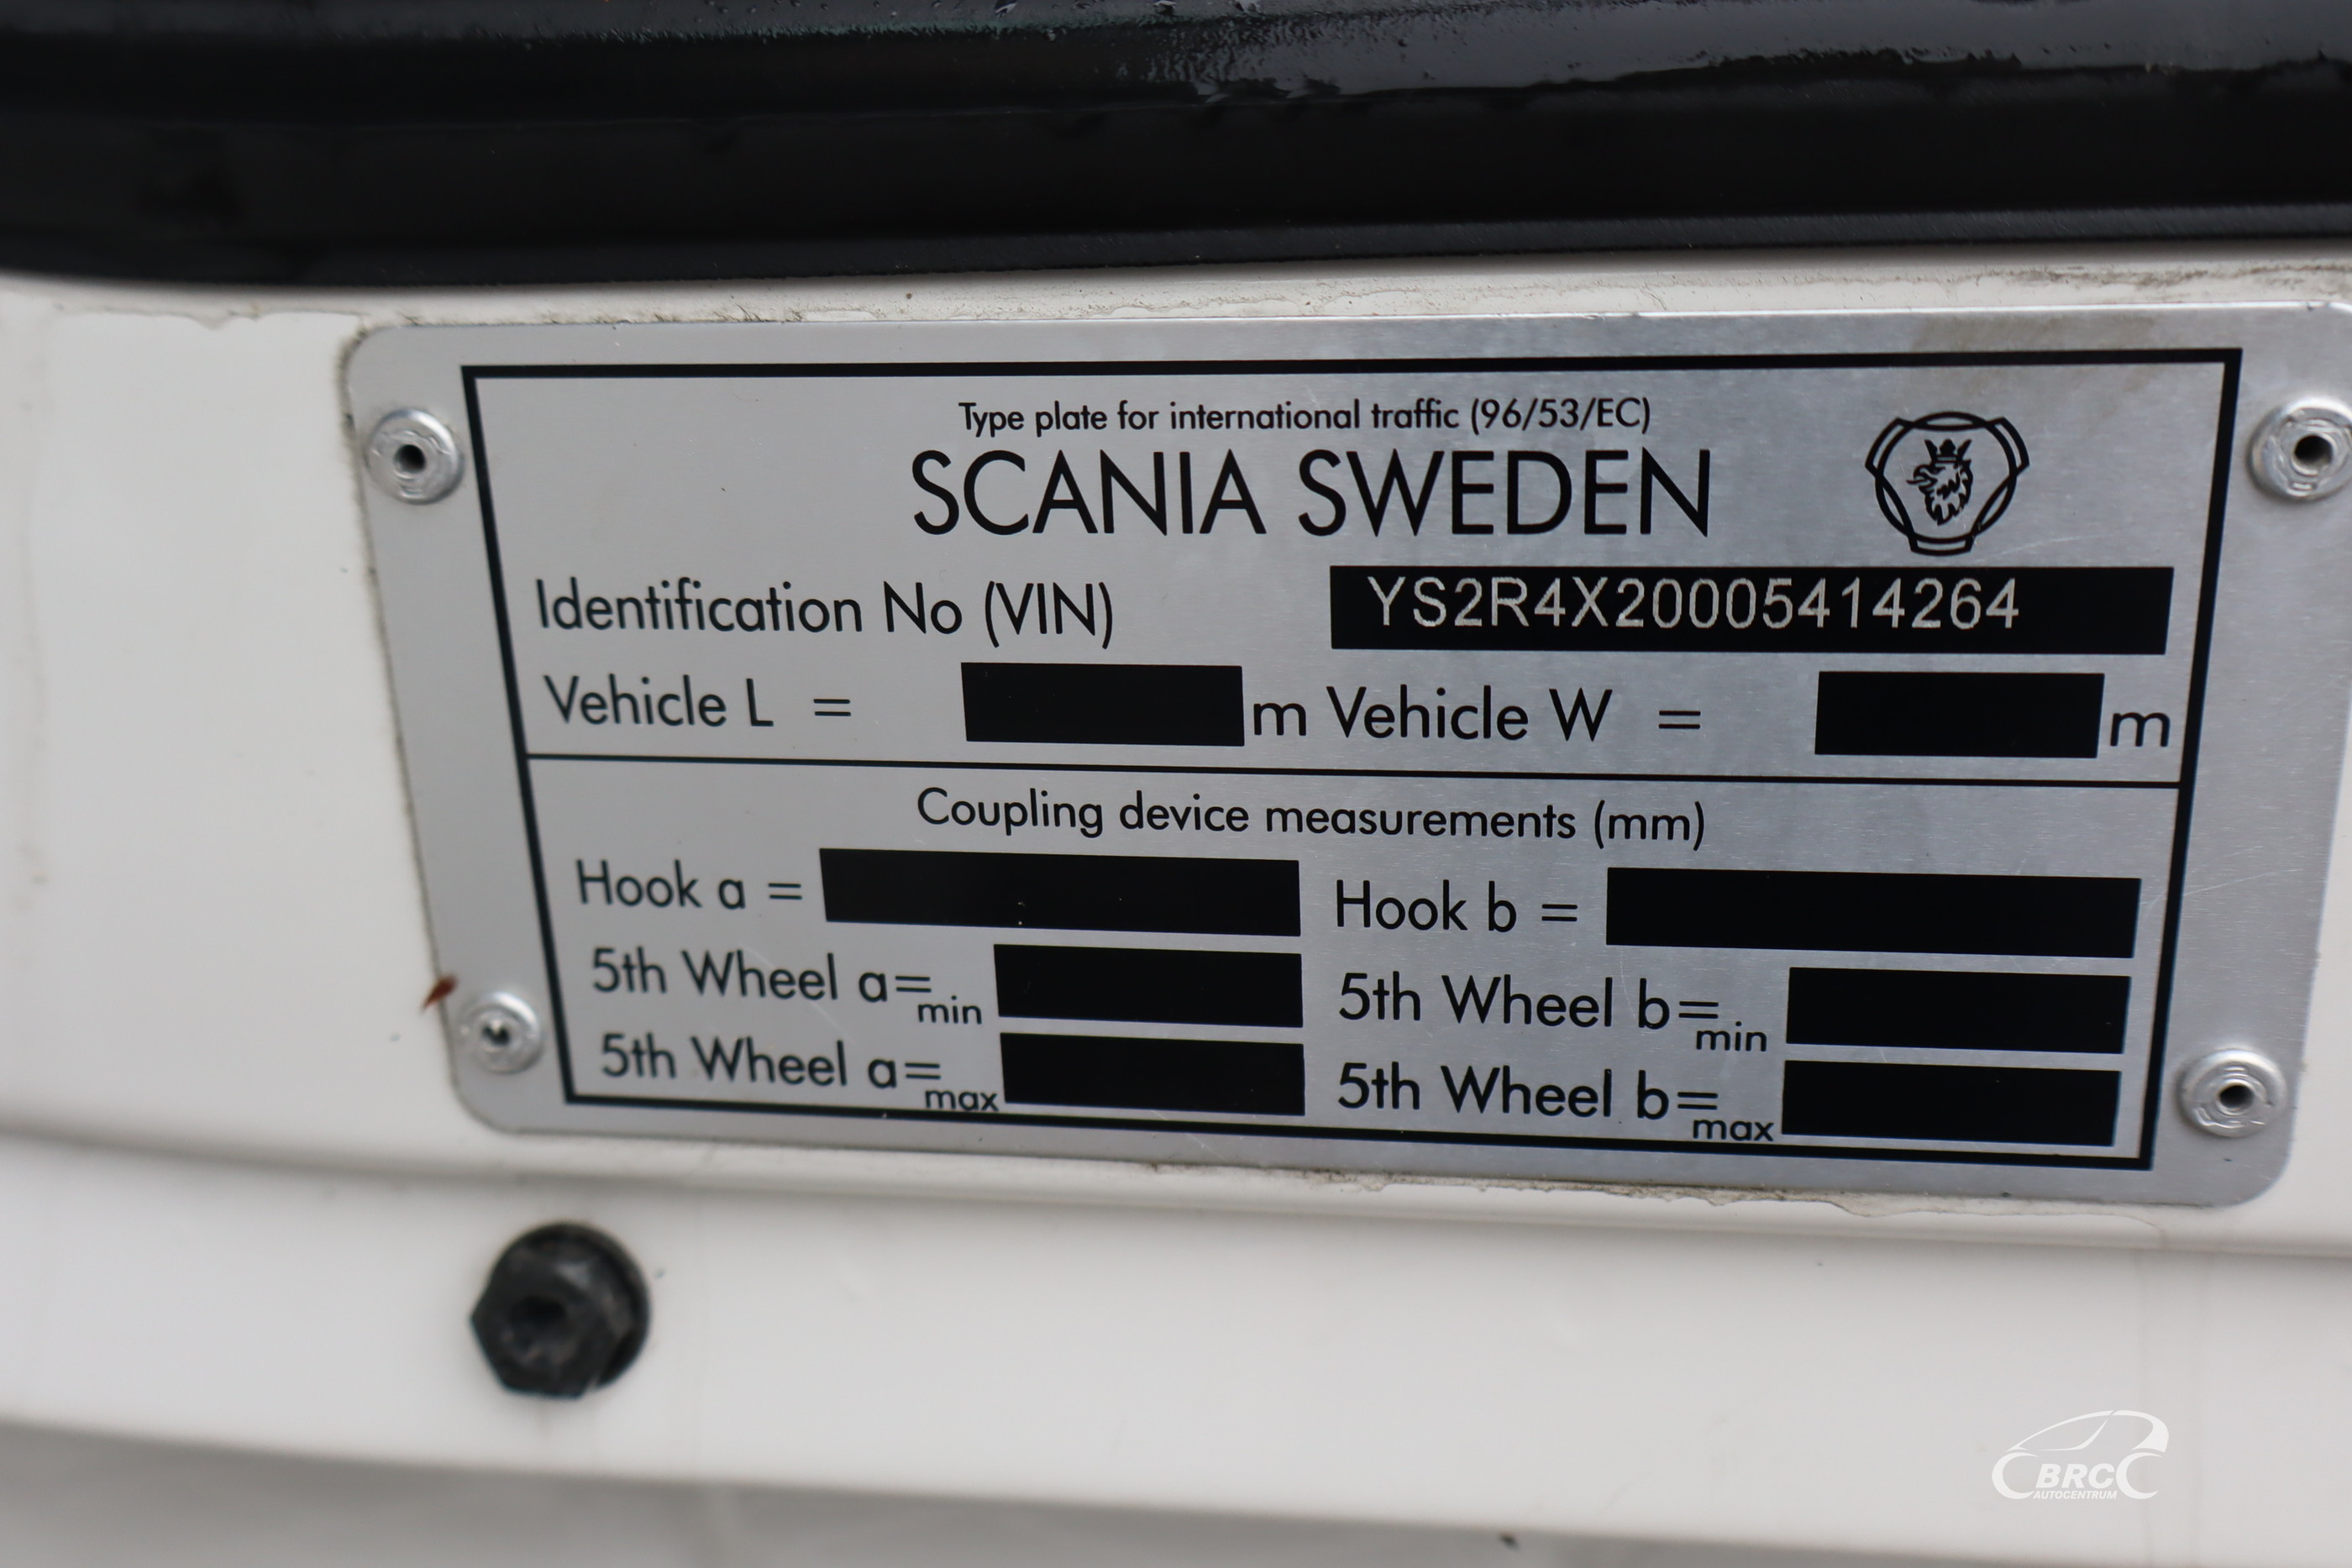 Type plate for international traffic (96/53/EC)
SCANIA SWEDEN
Identification No (VIN) YS2R4X20005414264
Vehicle L = m Vehicle W = m
Coupling device measurements (mm)
Hook a = Hook b =
5th Wheel a=min 5th Wheel b=min
5th Wheel a=max 5th Wheel b=max
BRC
AUTOCENTRUM